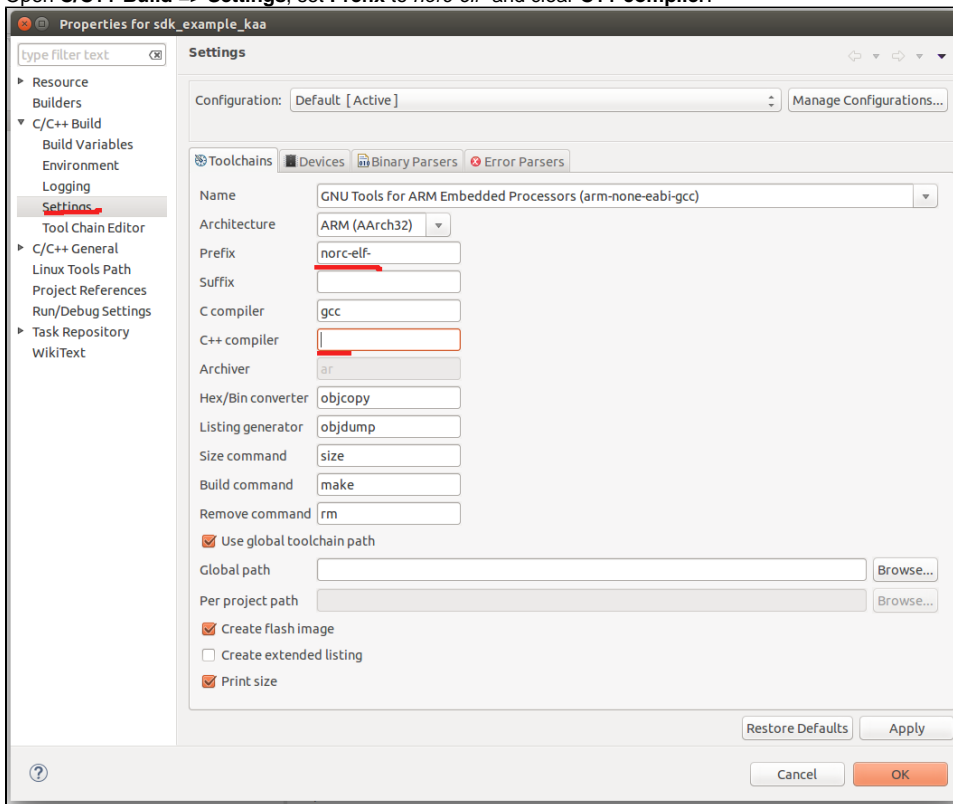 Open C/C++ Build => Settings, set Prefix to norc-elf- and clear C++ compiler.
Properties for sdk_example_kaa
type filter text
Settings
Resource
Builders
C/C++ Build
Build Variables
Environment
Logging
Settings
Tool Chain Editor
C/C++ General
Linux Tools Path
Project References
Run/Debug Settings
Task Repository
WikiText
Configuration: Default [Active] Manage Configurations...
Toolchains Devices Binary Parsers Error Parsers
Name GNU Tools for ARM Embedded Processors (arm-none-eabi-gcc)
Architecture ARM (AArch32)
Prefix norc-elf-
Suffix
C compiler gcc
C++ compiler
Archiver ar
Hex/Bin converter objcopy
Listing generator objdump
Size command size
Build command make
Remove command rm
Use global toolchain path
Global path Browse...
Per project path Browse...
Create flash image
Create extended listing
Print size
Restore Defaults Apply
? Cancel OK